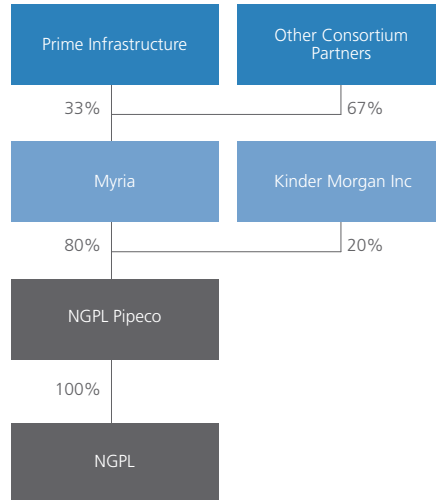 Prime Infrastructure
Other Consortium
Partners
33%
67%
Myria
Kinder Morgan Inc
80%
20%
NGPL Pipeco
100%
NGPL